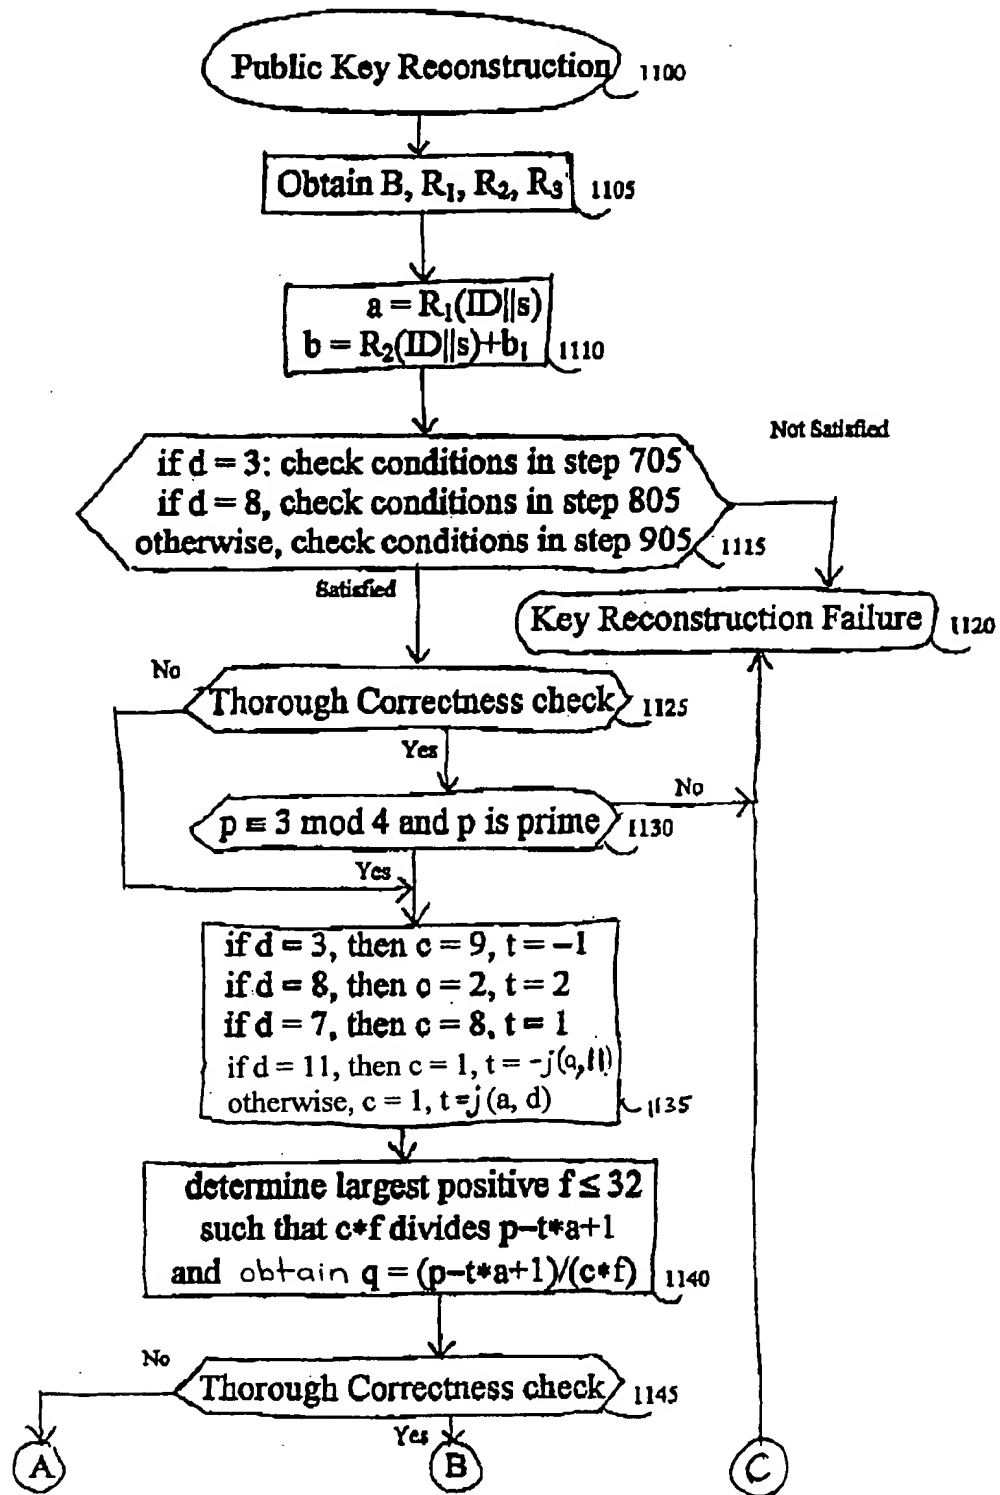 Public Key Reconstruction 1100
Obtain B, R₁, R₂, R₃ 1105
a = R₁(ID||s)
b = R₂(ID||s)+b₁ 1110
Not Satisfied
if d = 3: check conditions in step 705
if d = 8, check conditions in step 805
otherwise, check conditions in step 905 1115
Satisfied
Key Reconstruction Failure 1120
No
Thorough Correctness check 1125
Yes
No
p ≡ 3 mod 4 and p is prime 1130
Yes
if d = 3, then c = 9, t = −1
if d = 8, then c = 2, t = 2
if d = 7, then c = 8, t = 1
if d = 11, then c = 1, t = -j(a,11)
otherwise, c = 1, t=j(a, d) 1135
determine largest positive f ≤ 32
such that c*f divides p−t*a+1
and obtain q = (p−t*a+1)/(c*f) 1140
No
Thorough Correctness check 1145
Yes
A B C